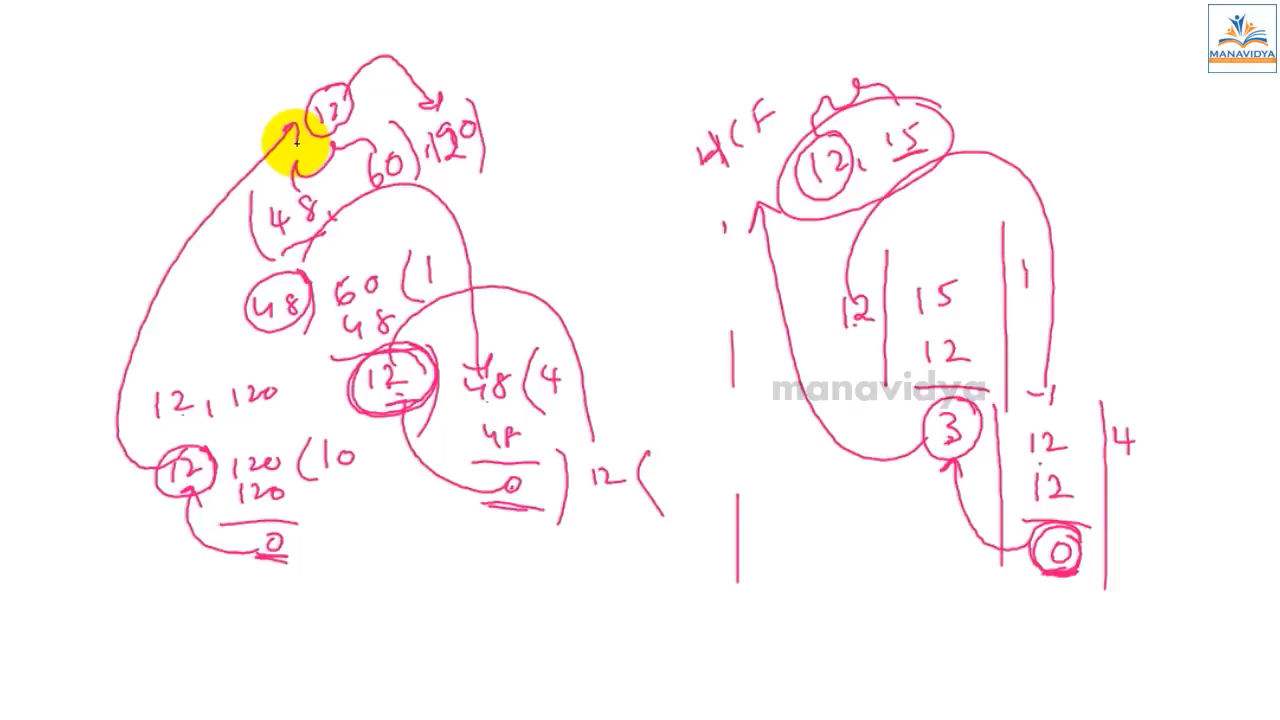 MANAVIDYA
12
(48, 60), 120)
48) 60 (1
48
12) 48 (4
48
0) 12 (
12, 120
12 120 (10
120
0
HCF
12, 15
12 | 15 | 1
12
3 | 12 | 4
12
0
manavidya